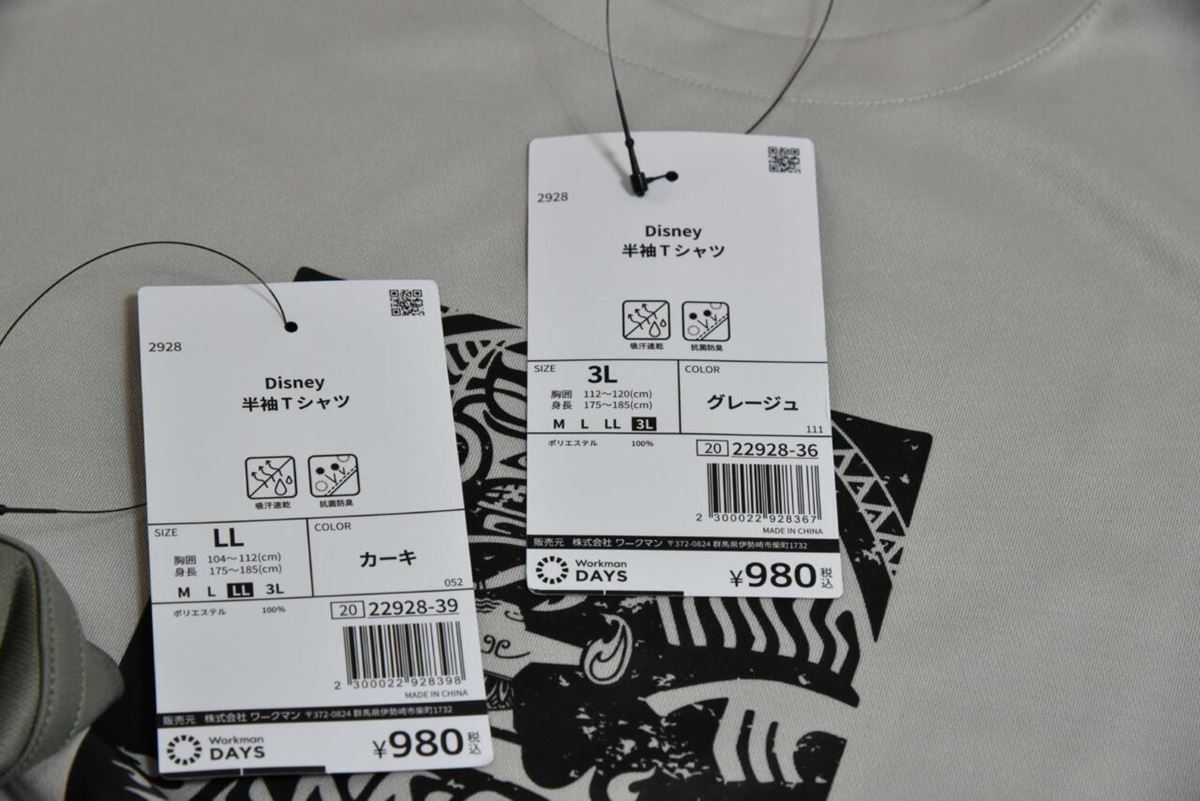 2928
Disney
半袖Tシャツ
吸汗速乾
抗菌防臭
SIZE
LL
胸囲 104～112(cm)
身長 175～185(cm)
M L LL 3L
COLOR
カーキ
052
ポリエステル 100%
20 22928-39
2 300022 928398
MADE IN CHINA
販売元 株式会社 ワークマン 〒372-0824 群馬県伊勢崎市柴町1732
Workman
DAYS
¥980税込
2928
Disney
半袖Tシャツ
吸汗速乾
抗菌防臭
SIZE
3L
胸囲 112～120(cm)
身長 175～185(cm)
M L LL 3L
COLOR
グレージュ
111
ポリエステル 100%
20 22928-36
2 300022 928367
MADE IN CHINA
販売元 株式会社 ワークマン 〒372-0824 群馬県伊勢崎市柴町1732
Workman
DAYS
¥980税込